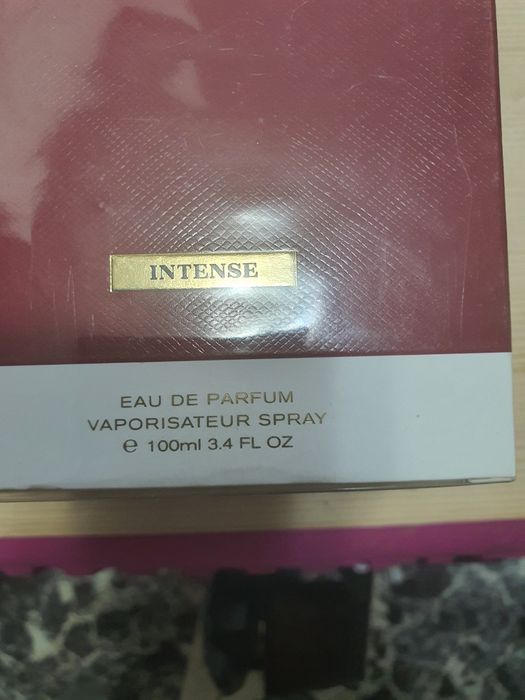 INTENSE
EAU DE PARFUM
VAPORISATEUR SPRAY
℮ 100ml 3.4 FL OZ